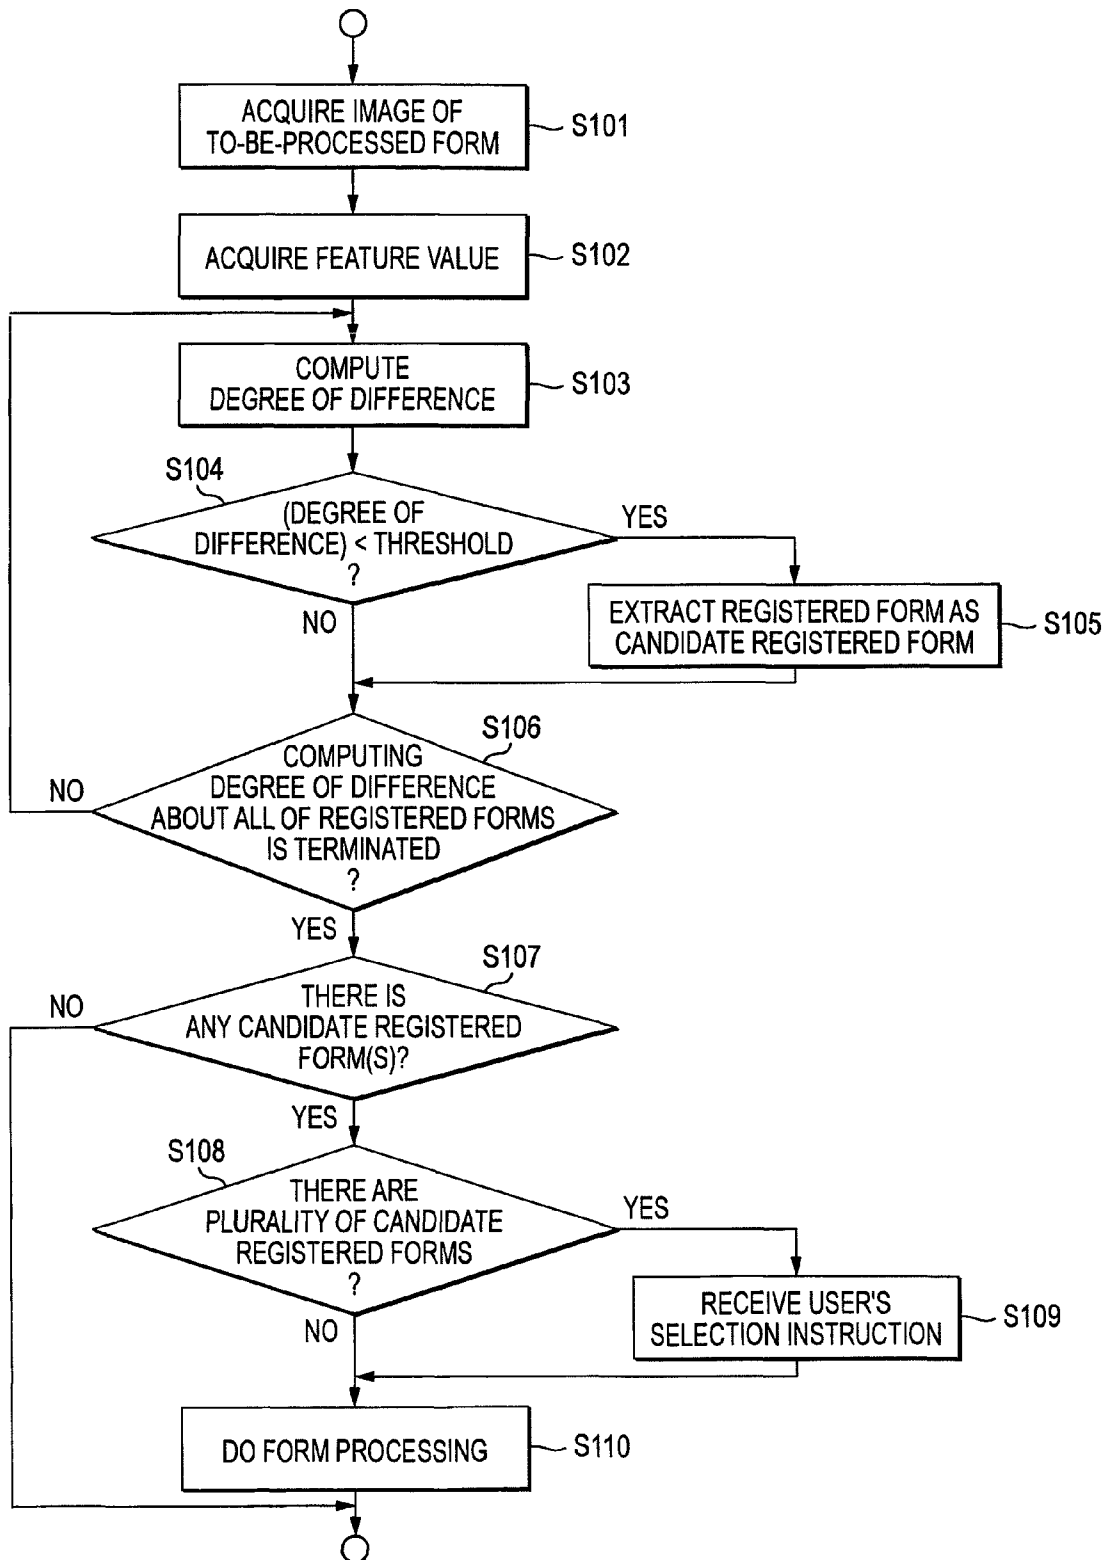 ACQUIRE IMAGE OF
TO-BE-PROCESSED FORM
S101
ACQUIRE FEATURE VALUE
S102
COMPUTE
DEGREE OF DIFFERENCE
S103
S104
(DEGREE OF
DIFFERENCE) < THRESHOLD
?
YES
NO
EXTRACT REGISTERED FORM AS
CANDIDATE REGISTERED FORM
S105
S106
COMPUTING
DEGREE OF DIFFERENCE
ABOUT ALL OF REGISTERED FORMS
IS TERMINATED
?
NO
YES
S107
THERE IS
ANY CANDIDATE REGISTERED
FORM(S)?
NO
YES
S108
THERE ARE
PLURALITY OF CANDIDATE
REGISTERED FORMS
?
YES
NO
RECEIVE USER'S
SELECTION INSTRUCTION
S109
DO FORM PROCESSING
S110